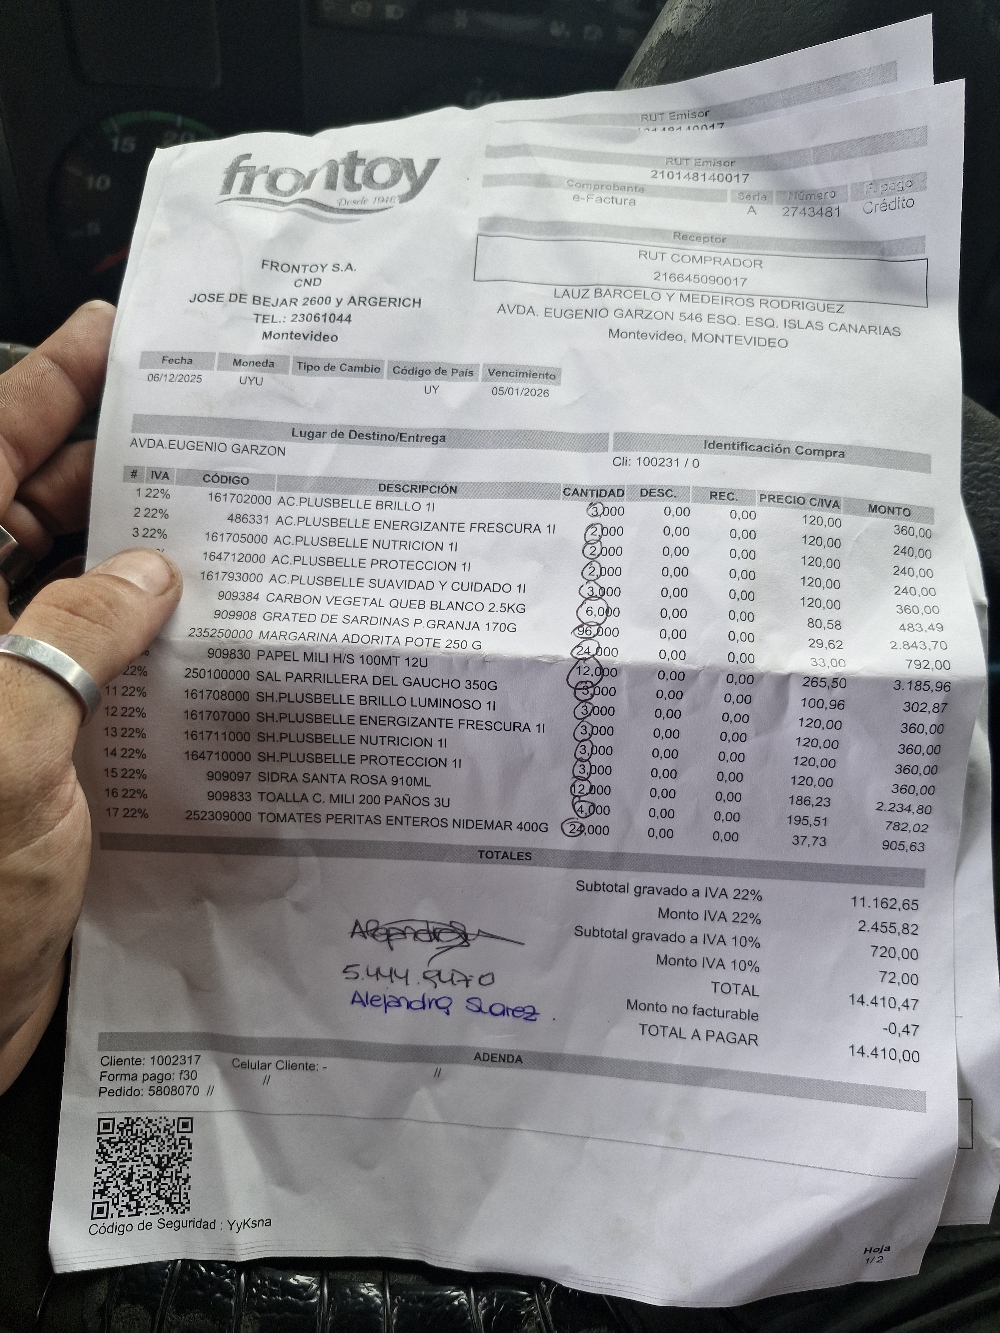 RUT Emisor
RUT Emisor
210148140017
Comprobante Serie Número F. pago
e-Factura A 2743481 Crédito
frontoy
Desde 1946
Receptor
RUT COMPRADOR
216645090017
LAUZ BARCELO Y MEDEIROS RODRIGUEZ
AVDA. EUGENIO GARZON 546 ESQ. ESQ. ISLAS CANARIAS
Montevideo, MONTEVIDEO
FRONTOY S.A.
CND
JOSE DE BEJAR 2600 y ARGERICH
TEL.: 23061044
Montevideo
Fecha Moneda Tipo de Cambio Código de País Vencimiento
06/12/2025 UYU UY 05/01/2026
Lugar de Destino/Entrega Identificación Compra
AVDA.EUGENIO GARZON Cli: 100231 / 0
# IVA CÓDIGO DESCRIPCIÓN CANTIDAD DESC. REC. PRECIO C/IVA MONTO
1 22% 161702000 AC.PLUSBELLE BRILLO 1l 3,000 0,00 0,00 120,00 360,00
2 22% 486331 AC.PLUSBELLE ENERGIZANTE FRESCURA 1l 2,000 0,00 0,00 120,00 240,00
3 22% 161705000 AC.PLUSBELLE NUTRICION 1l 2,000 0,00 0,00 120,00 240,00
164712000 AC.PLUSBELLE PROTECCION 1l 2,000 0,00 0,00 120,00 240,00
161793000 AC.PLUSBELLE SUAVIDAD Y CUIDADO 1l 3,000 0,00 0,00 120,00 360,00
909384 CARBON VEGETAL QUEB BLANCO 2.5KG 6,000 0,00 0,00 80,58 483,49
909908 GRATED DE SARDINAS P.GRANJA 170G 96,000 0,00 0,00 29,62 2.843,70
235250000 MARGARINA ADORITA POTE 250 G 24,000 0,00 0,00 33,00 792,00
909830 PAPEL MILI H/S 100MT 12U 12,000 0,00 0,00 265,50 3.185,96
22% 250100000 SAL PARRILLERA DEL GAUCHO 350G 3,000 0,00 0,00 100,96 302,87
11 22% 161708000 SH.PLUSBELLE BRILLO LUMINOSO 1l 3,000 0,00 0,00 120,00 360,00
12 22% 161707000 SH.PLUSBELLE ENERGIZANTE FRESCURA 1l 3,000 0,00 0,00 120,00 360,00
13 22% 161711000 SH.PLUSBELLE NUTRICION 1l 3,000 0,00 0,00 120,00 360,00
14 22% 164710000 SH.PLUSBELLE PROTECCION 1l 3,000 0,00 0,00 120,00 360,00
15 22% 909097 SIDRA SANTA ROSA 910ML 12,000 0,00 0,00 186,23 2.234,80
16 22% 909833 TOALLA C. MILI 200 PAÑOS 3U 4,000 0,00 0,00 195,51 782,02
17 22% 252309000 TOMATES PERITAS ENTEROS NIDEMAR 400G 24,000 0,00 0,00 37,73 905,63
TOTALES
Subtotal gravado a IVA 22% 11.162,65
Monto IVA 22% 2.455,82
Subtotal gravado a IVA 10% 720,00
Monto IVA 10% 72,00
TOTAL 14.410,47
Monto no facturable -0,47
TOTAL A PAGAR 14.410,00
Alejandro Suarez
ADENDA
Cliente: 1002317 Celular Cliente: -
Forma pago: f30 // //
Pedido: 5808070 //
Código de Seguridad : YyKsna
Hoja
1/2